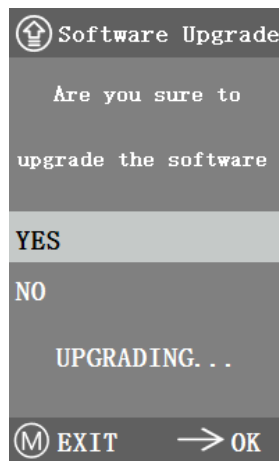 Software Upgrade
Are you sure to
upgrade the software
YES
NO
UPGRADING...
M EXIT → OK